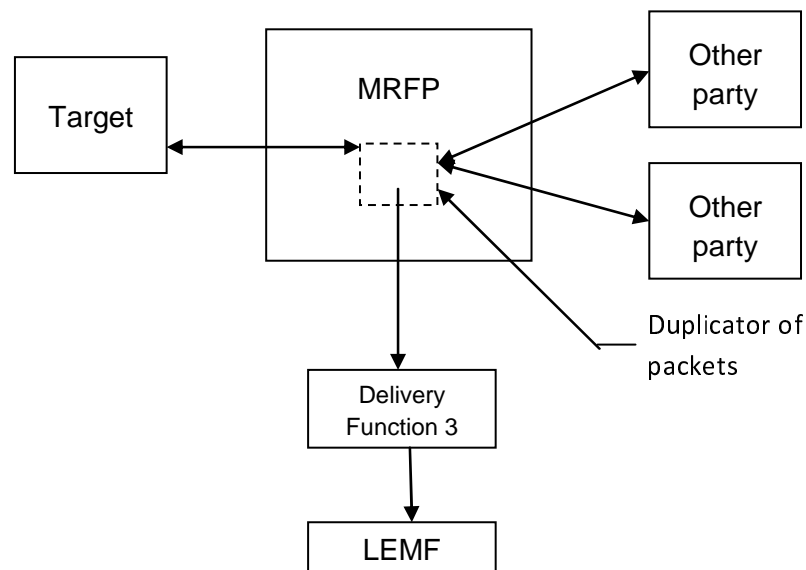 Target
MRFP
Other
party
Other
party
Duplicator of
packets
Delivery
Function 3
LEMF